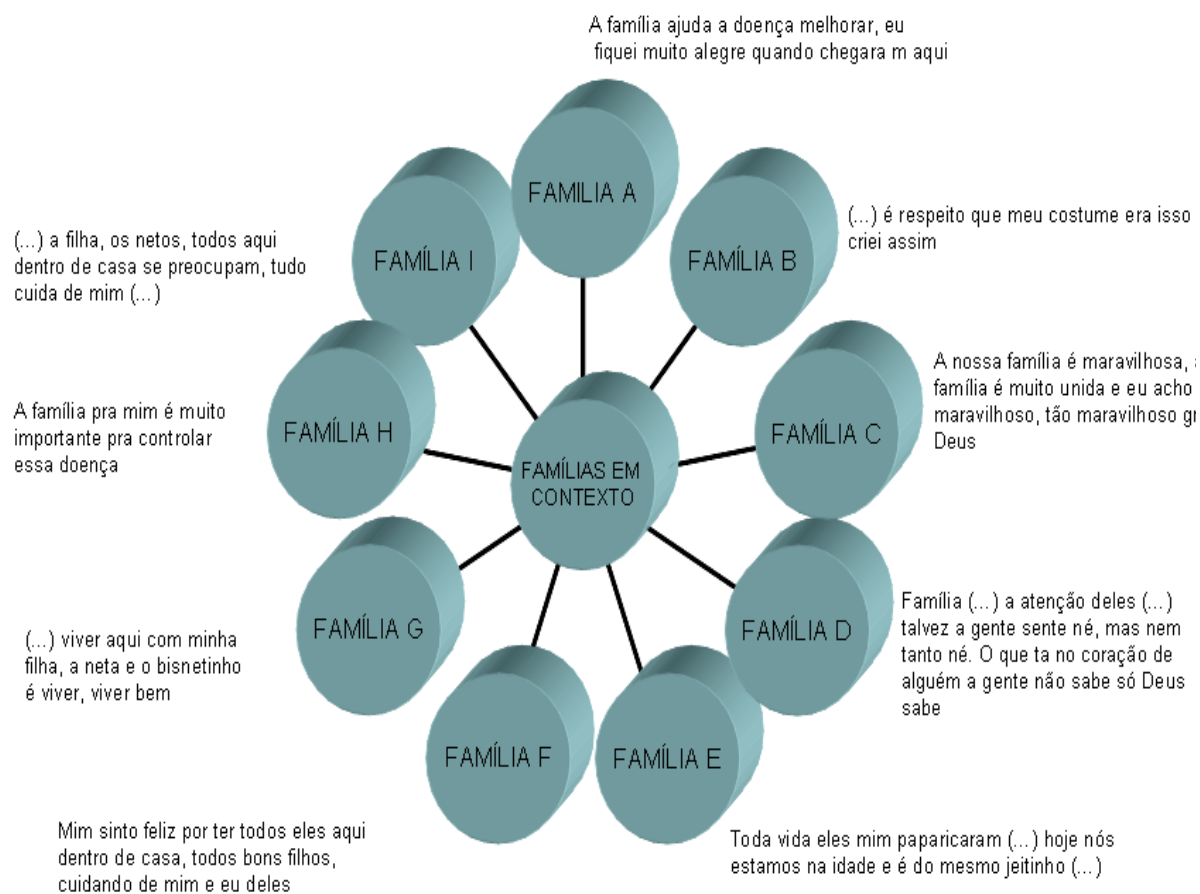 A família ajuda a doença melhorar, eu
fiquei muito alegre quando chegara m aqui
FAMILIA A
FAMÍLIA B
(...) é respeito que meu costume era isso
criei assim
FAMÍLIA I
(...) a filha, os netos, todos aqui
dentro de casa se preocupam, tudo
cuida de mim (...)
FAMÍLIA C
A nossa família é maravilhosa,
família é muito unida e eu acho
maravilhoso, tão maravilhoso
Deus
FAMÍLIA H
A família pra mim é muito
importante pra controlar
essa doença
FAMÍLIAS EM
CONTEXTO
FAMÍLIA D
Família (...) a atenção deles (...)
talvez a gente sente né, mas nem
tanto né. O que ta no coração de
alguém a gente não sabe só Deus
sabe
FAMÍLIA G
(...) viver aqui com minha
filha, a neta e o bisnetinho
é viver, viver bem
FAMÍLIA F
Mim sinto feliz por ter todos eles aqui
dentro de casa, todos bons filhos,
cuidando de mim e eu deles
FAMÍLIA E
Toda vida eles mim paparicaram (...) hoje nós
estamos na idade e é do mesmo jeitinho (...)